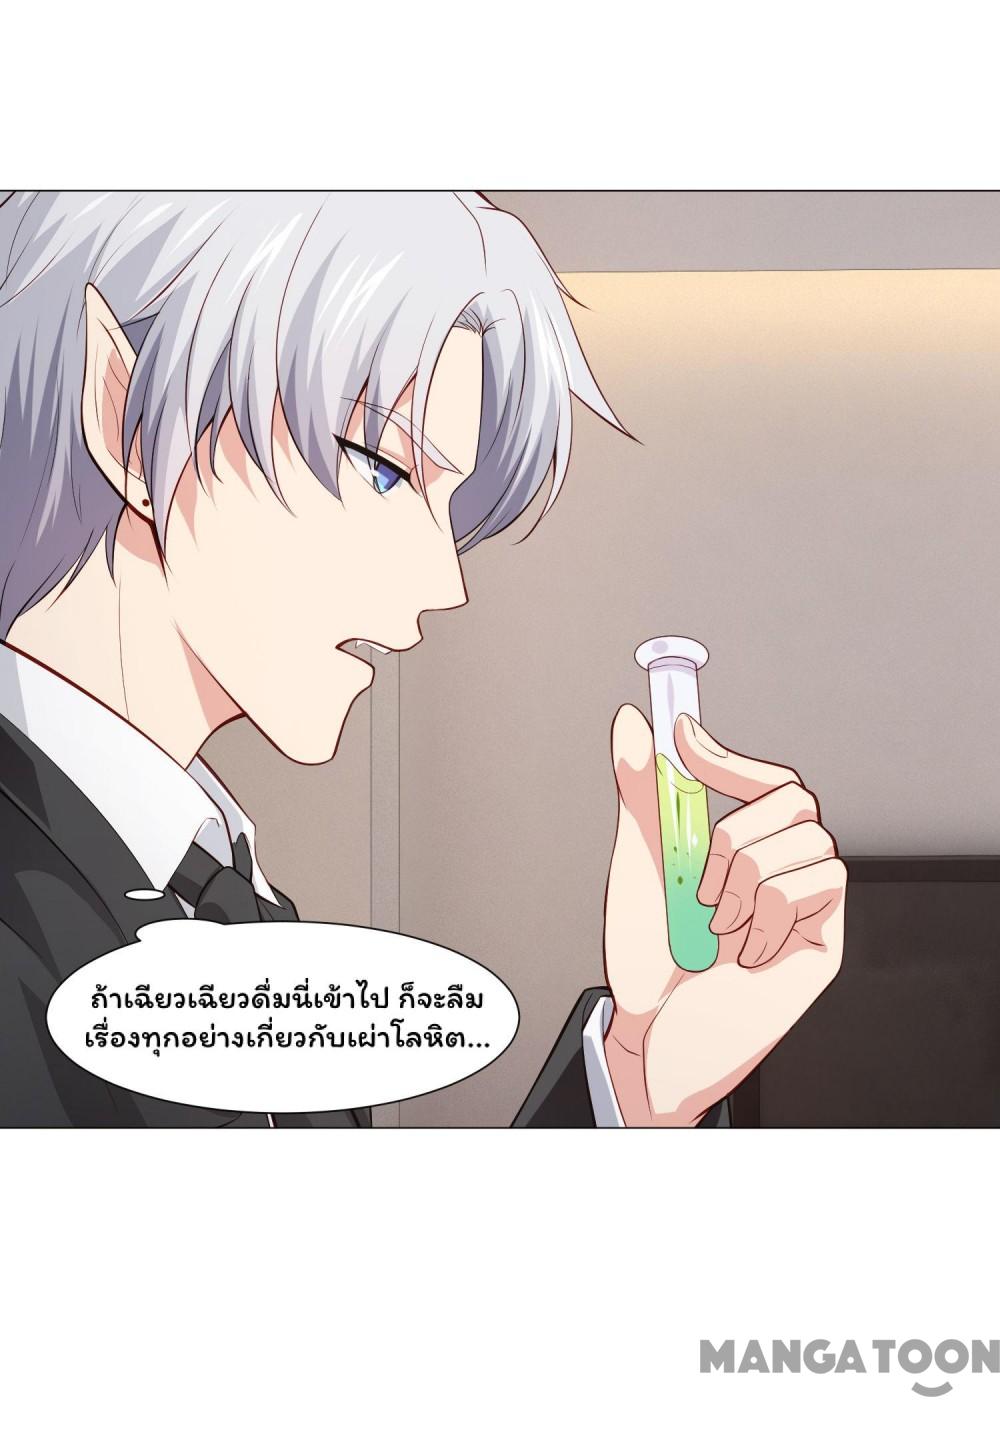 ถ้าเฉียวเฉียวดื่มนี่เข้าไป ก็จะลืม
เรื่องทุกอย่างเกี่ยวกับเผ่าโลหิต...
MANGATOON